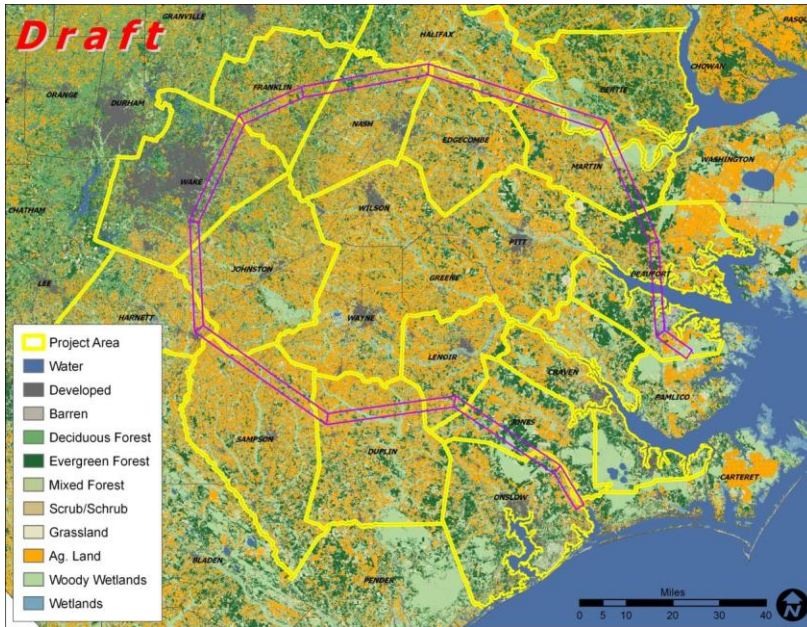 Draft
GRANVILLE
HALIFAX
PASQ
CHOWAN
BERTIE
FRANKLIN
ORANGE
DURHAM
NASH
EDGECOMBE
MARTIN
WASHINGTON
WAKE
CHATHAM
WILSON
PITT
BEAUFORT
JOHNSTON
GREENE
LEE
HARNETT
WAYNE
LENOIR
CRAVEN
PAMLICO
JONES
SAMPSON
DUPLIN
ONSLOW
CARTERET
BLADEN
PENDER
Project Area
Water
Developed
Barren
Deciduous Forest
Evergreen Forest
Mixed Forest
Scrub/Schrub
Grassland
Ag. Land
Woody Wetlands
Wetlands
Miles
0 5 10 20 30 40
N